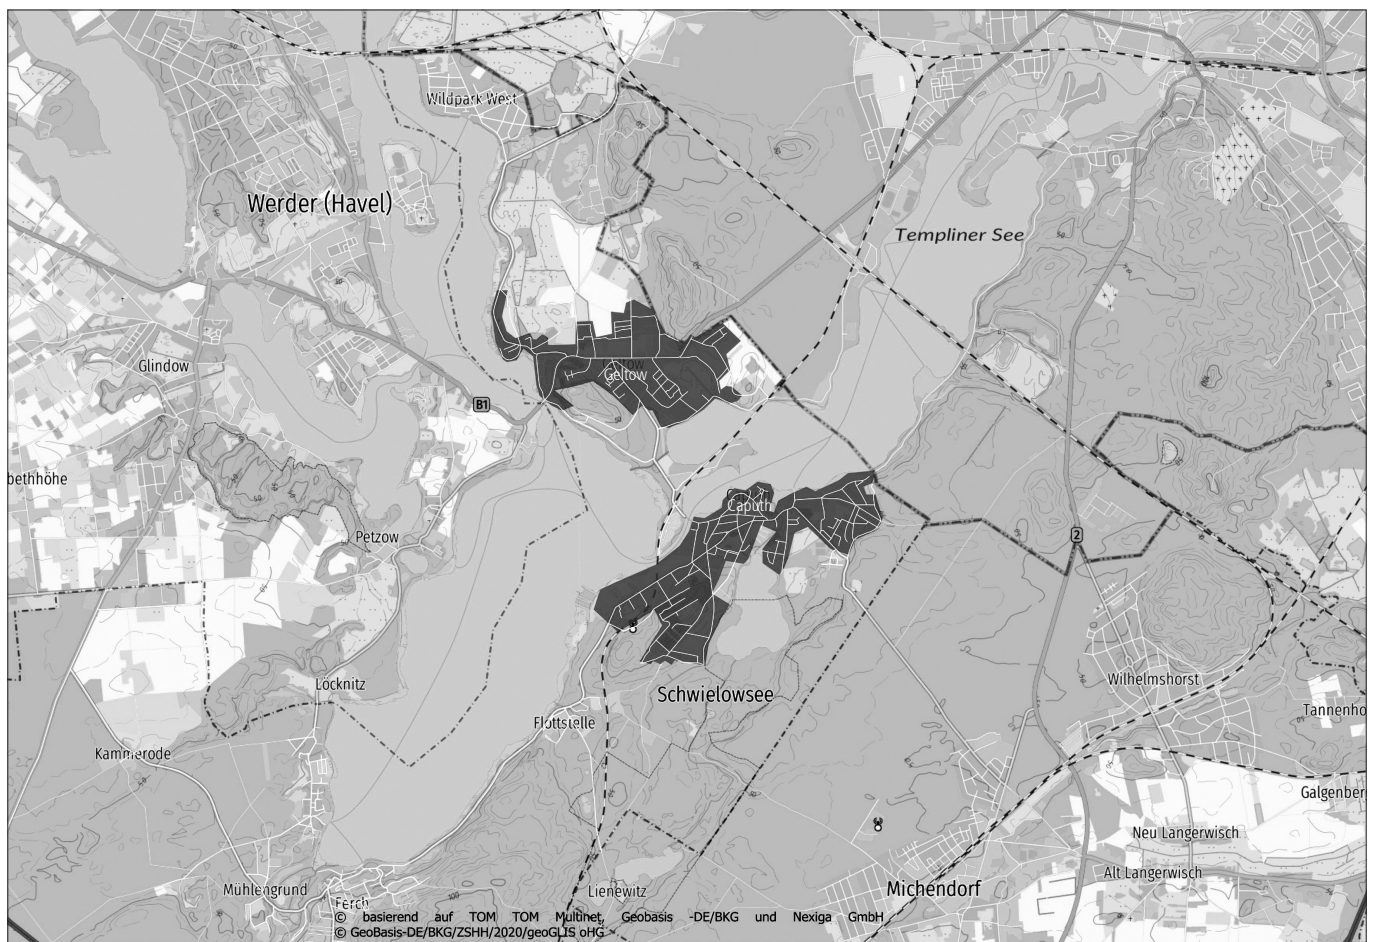 Wildpark West
Werder (Havel)
Templiner See
Glindow
Geltow
B1
bethhöhe
Caputh
Petzow
2
Löcknitz
Schwielowsee
Wilhelmshorst
Flottstelle
Tannenho
Kammerode
Galgenber
Neu Langerwisch
Alt Langerwisch
Mühlengrund
Lienewitz
Michendorf
Ferch
© basierend auf TOM TOM Multinet, Geobasis -DE/BKG und Nexiga GmbH
© GeoBasis-DE/BKG/ZSHH/2020/geoGLIS oHG